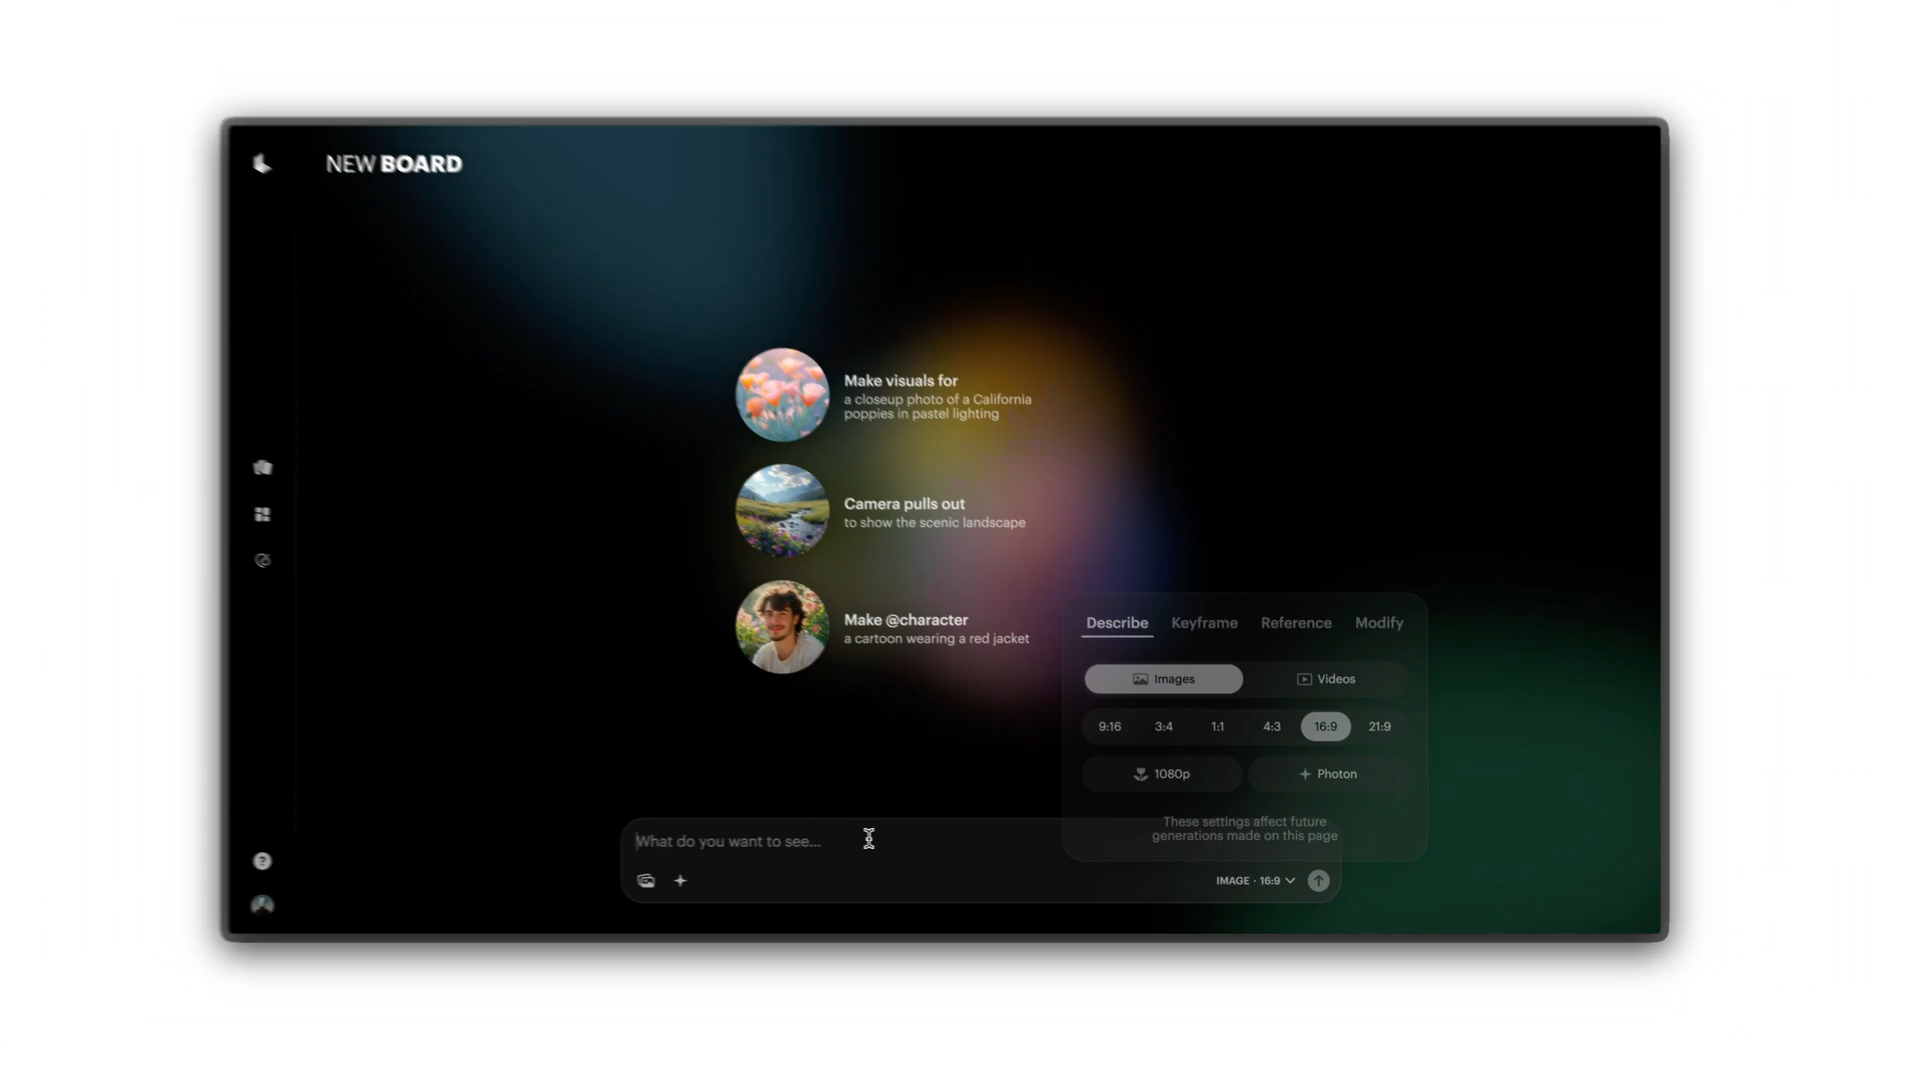 NEW BOARD
Make visuals for
a closeup photo of a California
poppies in pastel lighting
Camera pulls out
to show the scenic landscape
Make @character
a cartoon wearing a red jacket
Describe Keyframe Reference Modify
Images Videos
9:16 3:4 1:1 4:3 16:9 21:9
1080p Photon
These settings affect future
generations made on this page
What do you want to see...
IMAGE · 16:9
?